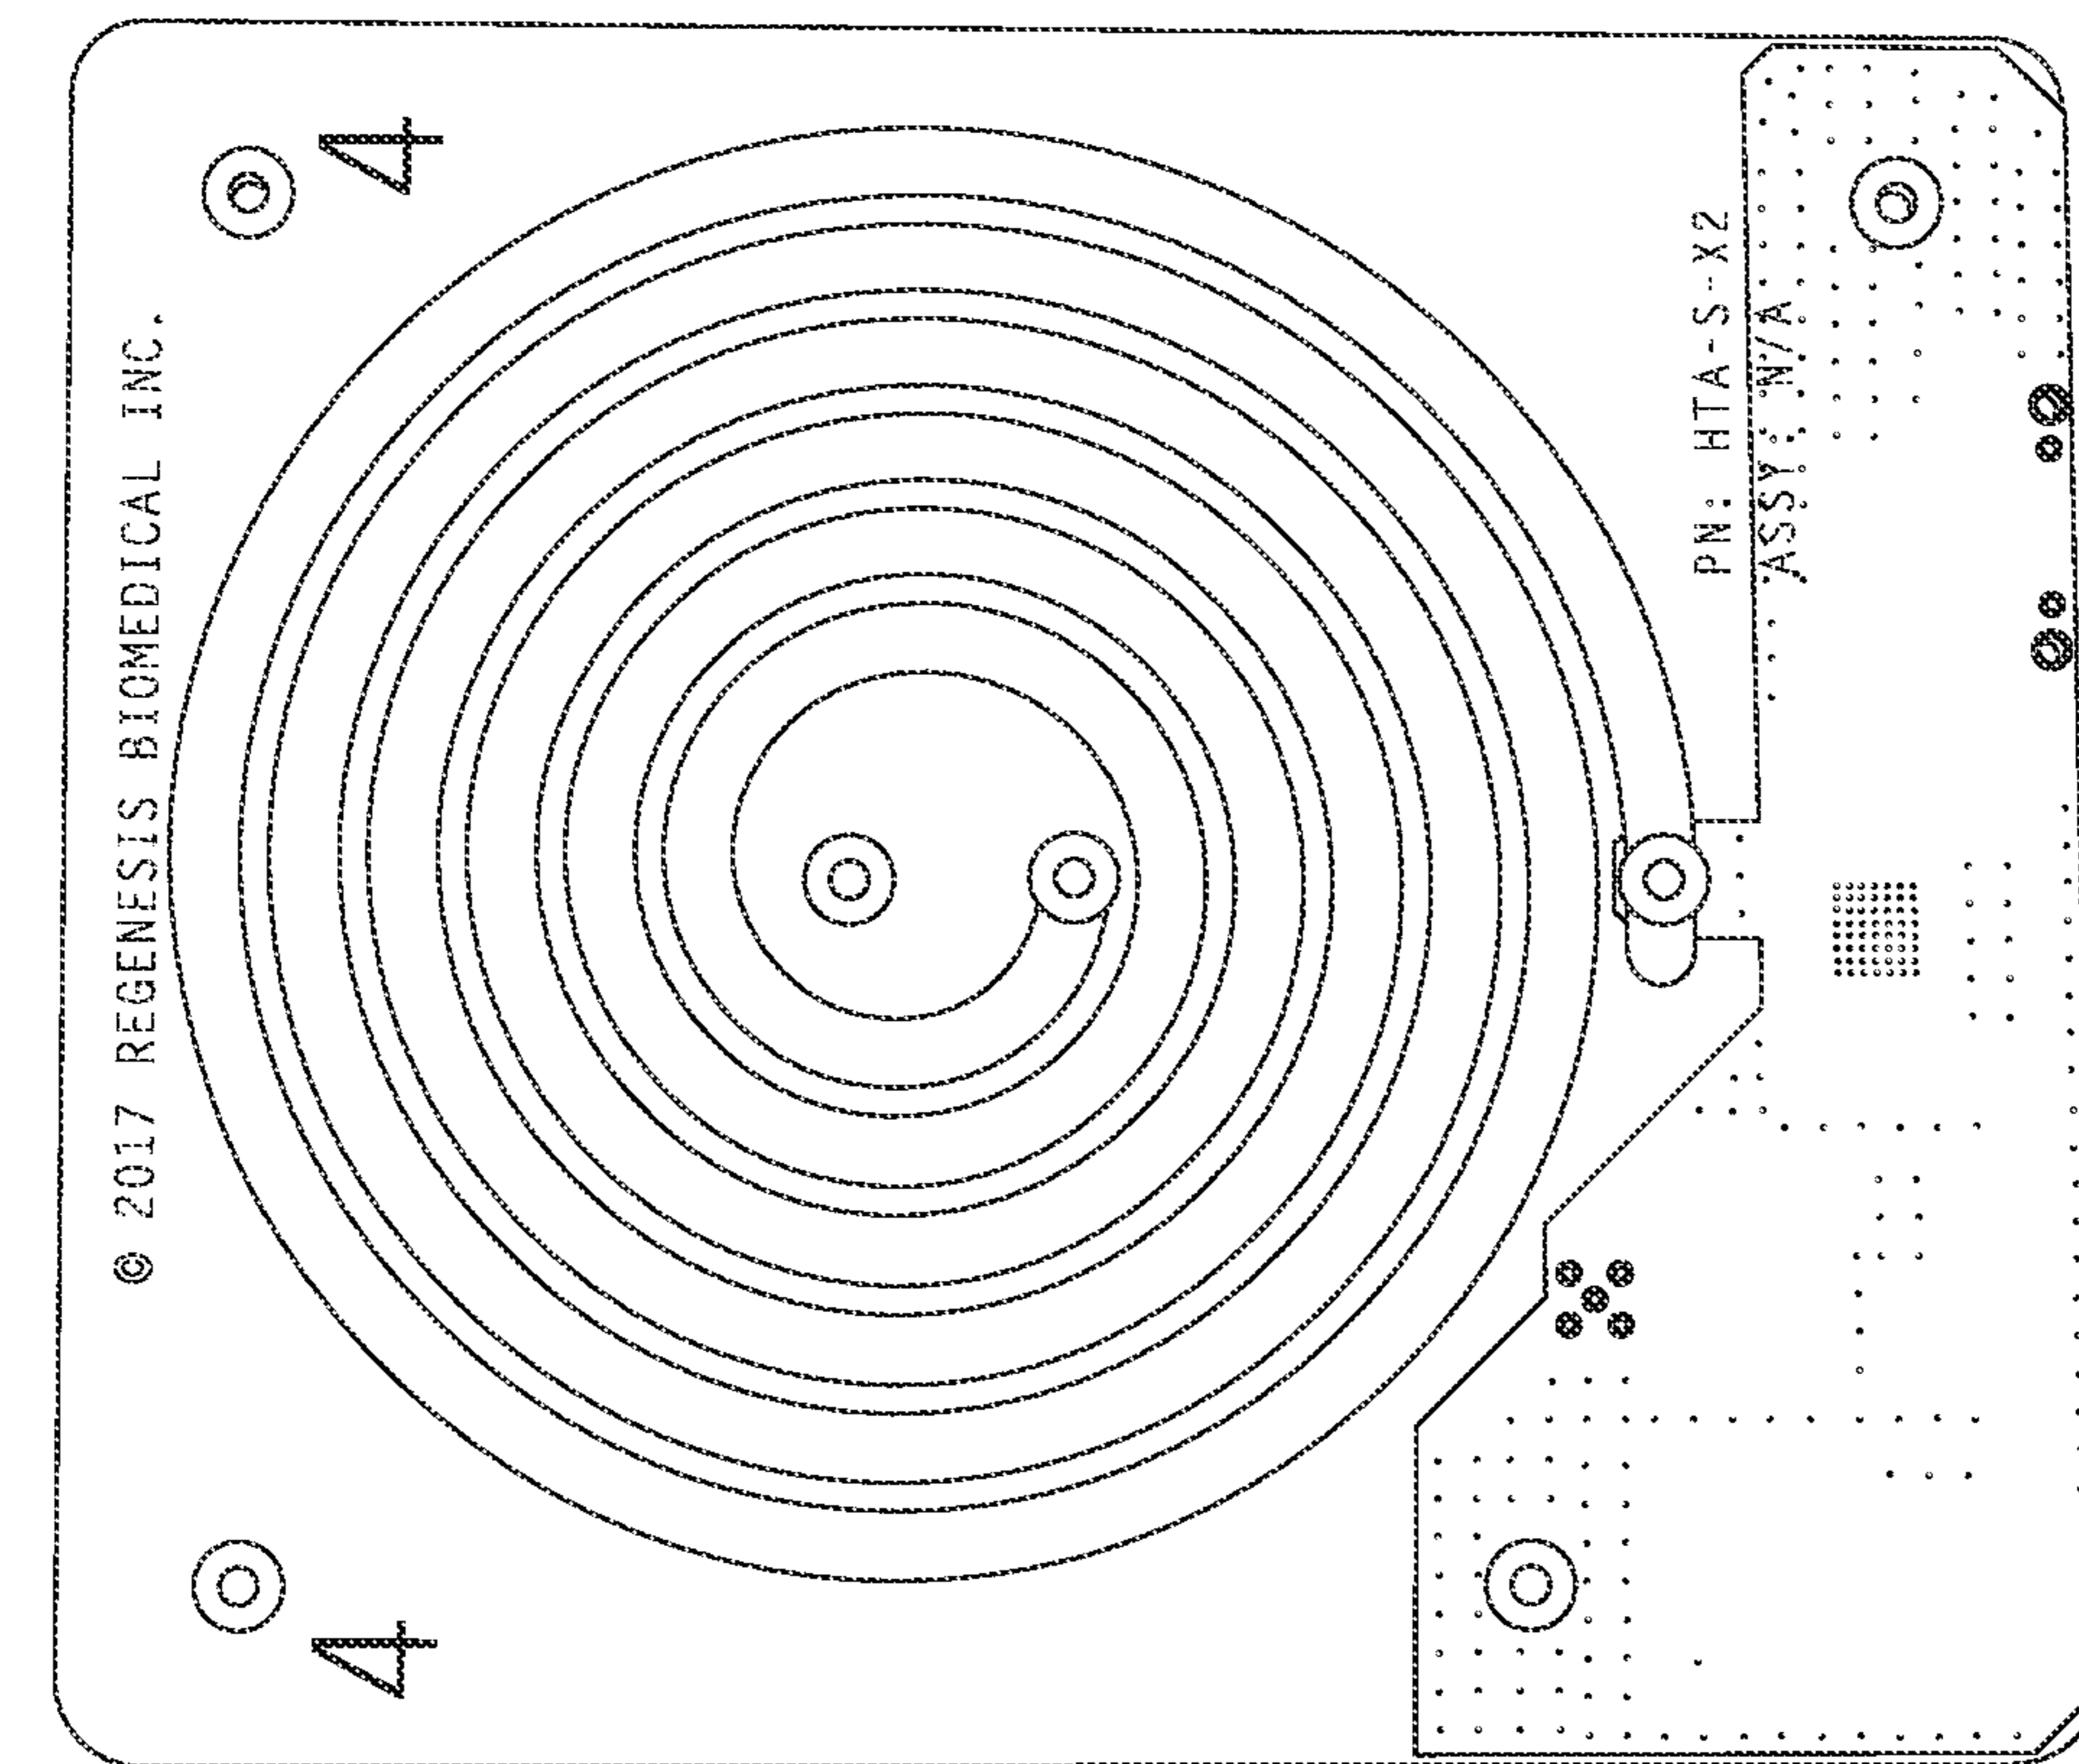 4
© 2017 REGENESIS BIOMEDICAL INC.
4
PN: HTA-S-X2
ASSY: N/A